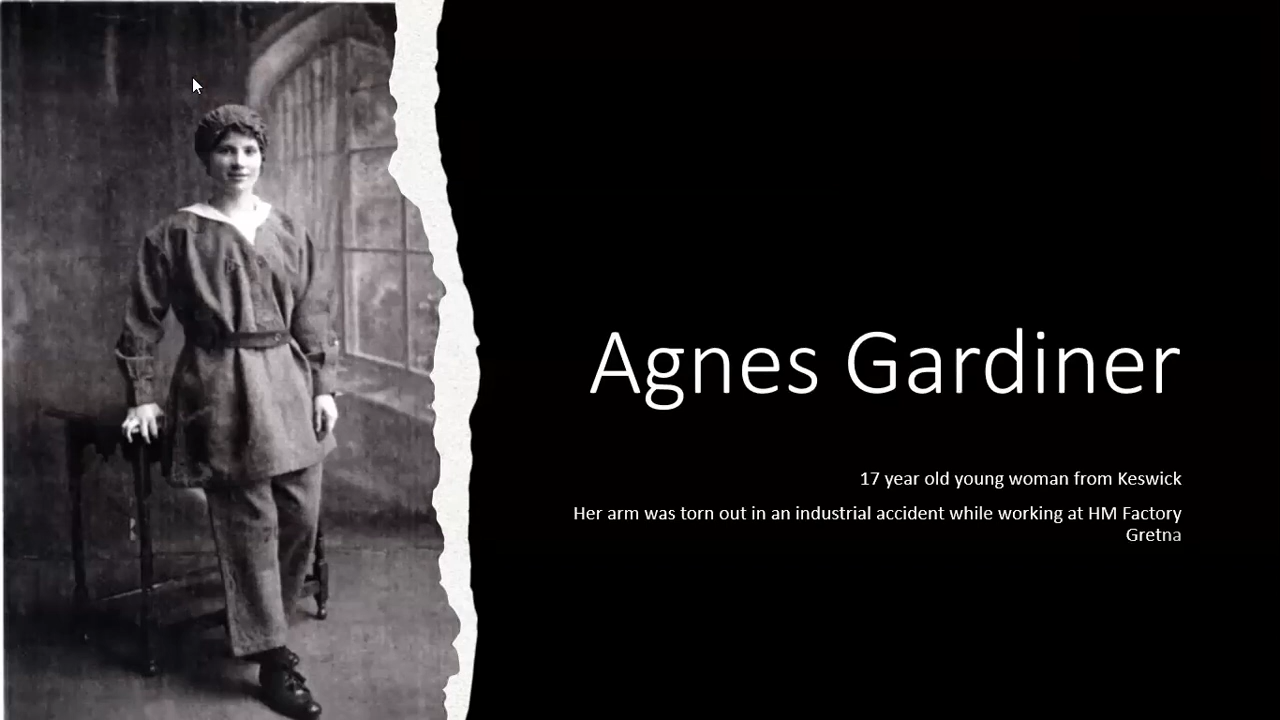 Agnes Gardiner
17 year old young woman from Keswick
Her arm was torn out in an industrial accident while working at HM Factory
Gretna